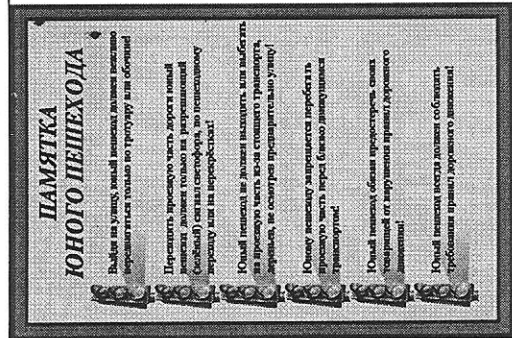 ПАМЯТКА
ЮНОГО ПЕШЕХОДА
Выйдя на улицу, юный пешеход должен вежливо
передвигаться только по тротуару или обочине!
Переходить проезжую часть дороги юный
пешеход должен только на разрешающий
(зелёный) сигнал светофора, по пешеходному
переходу или на перекрёстках!
Юный пешеход не должен выходить или выбегать
на проезжую часть из-за стоящего транспорта,
деревьев, не осмотрев предварительно улицу!
Юному пешеходу запрещается перебегать
проезжую часть перед близко движущимся
транспортом!
Юный пешеход обязан предостеречь своих
товарищей от нарушения правил дорожного
движения!
Юный пешеход всегда должен соблюдать
требования правил дорожного движения!